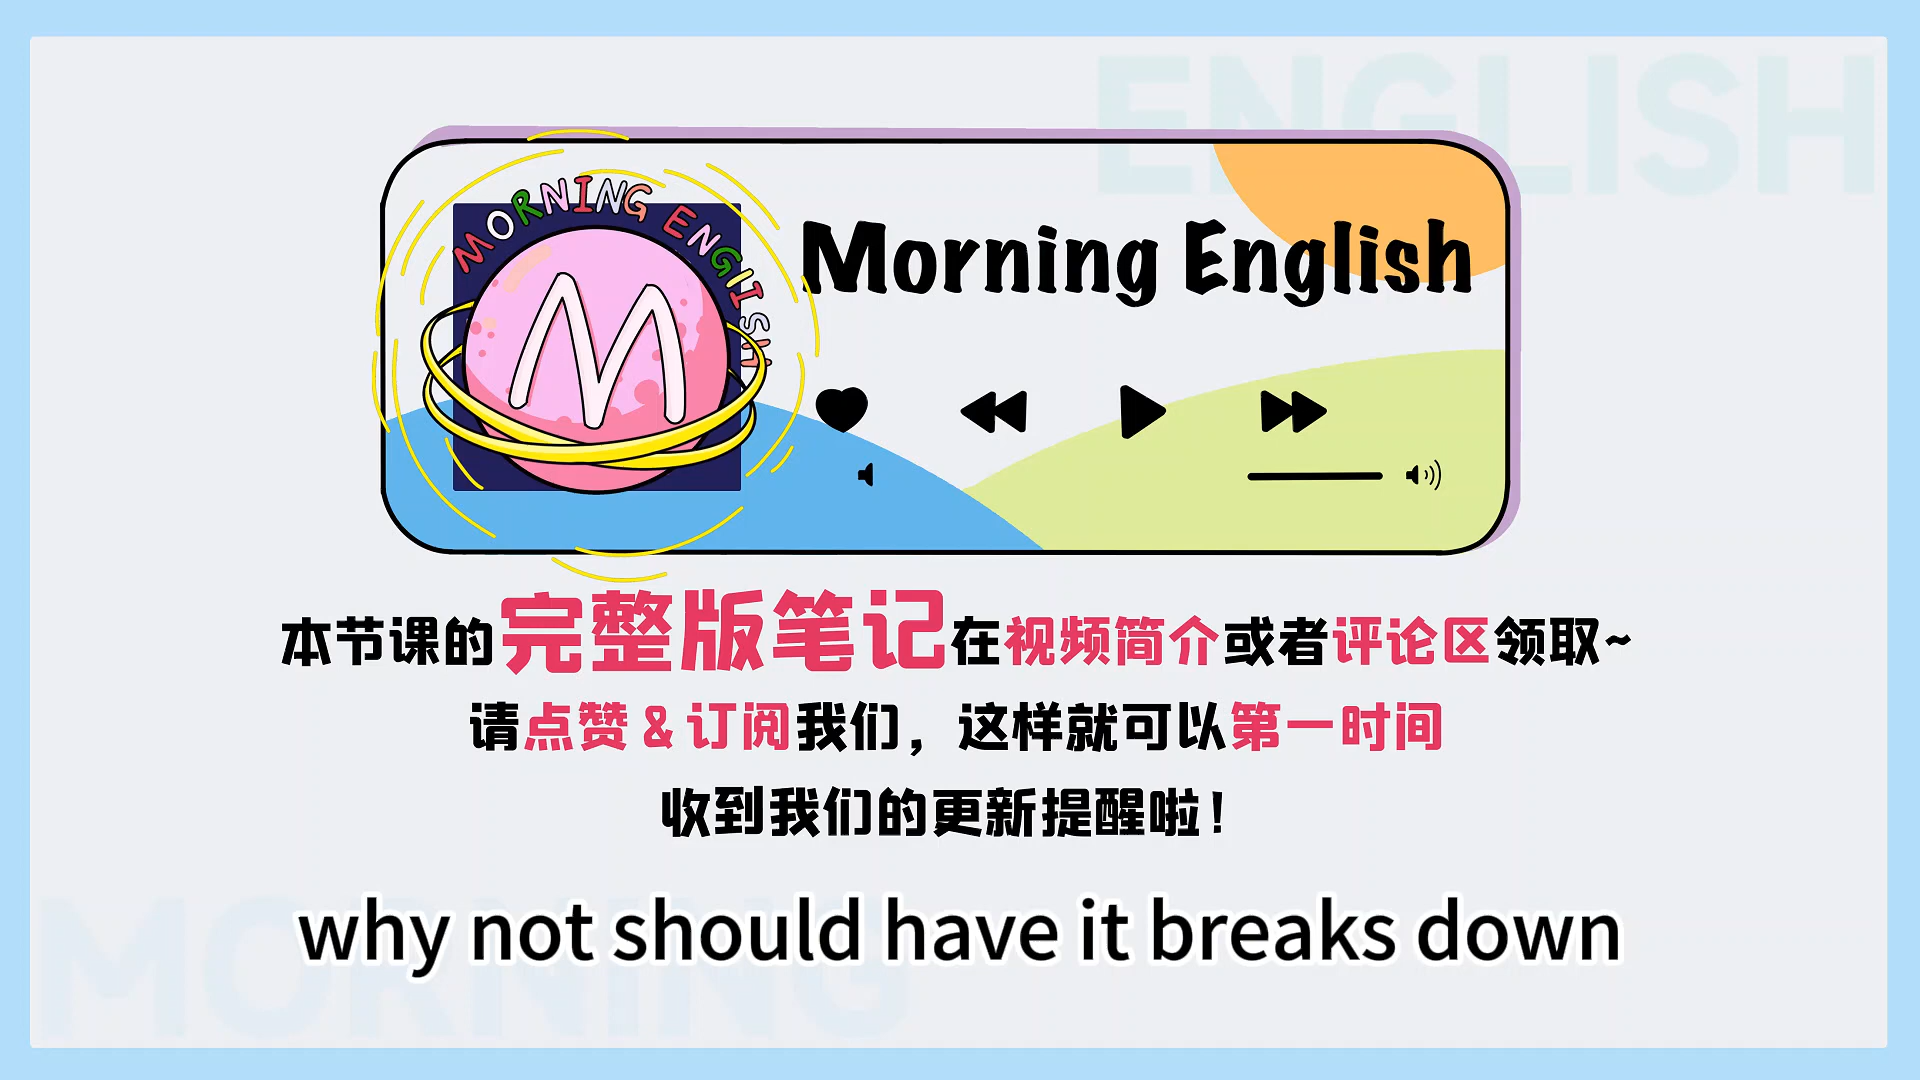 ENGLISH
MORNING ENGLISH
M
Morning English
本节课的完整版笔记在视频简介或者评论区领取~
请点赞&订阅我们，这样就可以第一时间
收到我们的更新提醒啦！
why not should have it breaks down
MORNING